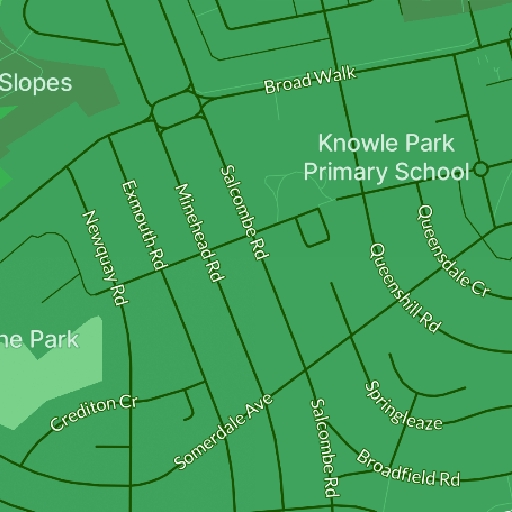 Slopes
Broad Walk
Knowle Park
Primary School
Salcombe Rd
Minehead Rd
Exmouth Rd
Newquay Rd
Queensdale Cr
Queenshill Rd
ne Park
Crediton Cr
Somerdale Ave
Springleaze
Salcombe Rd
Broadfield Rd